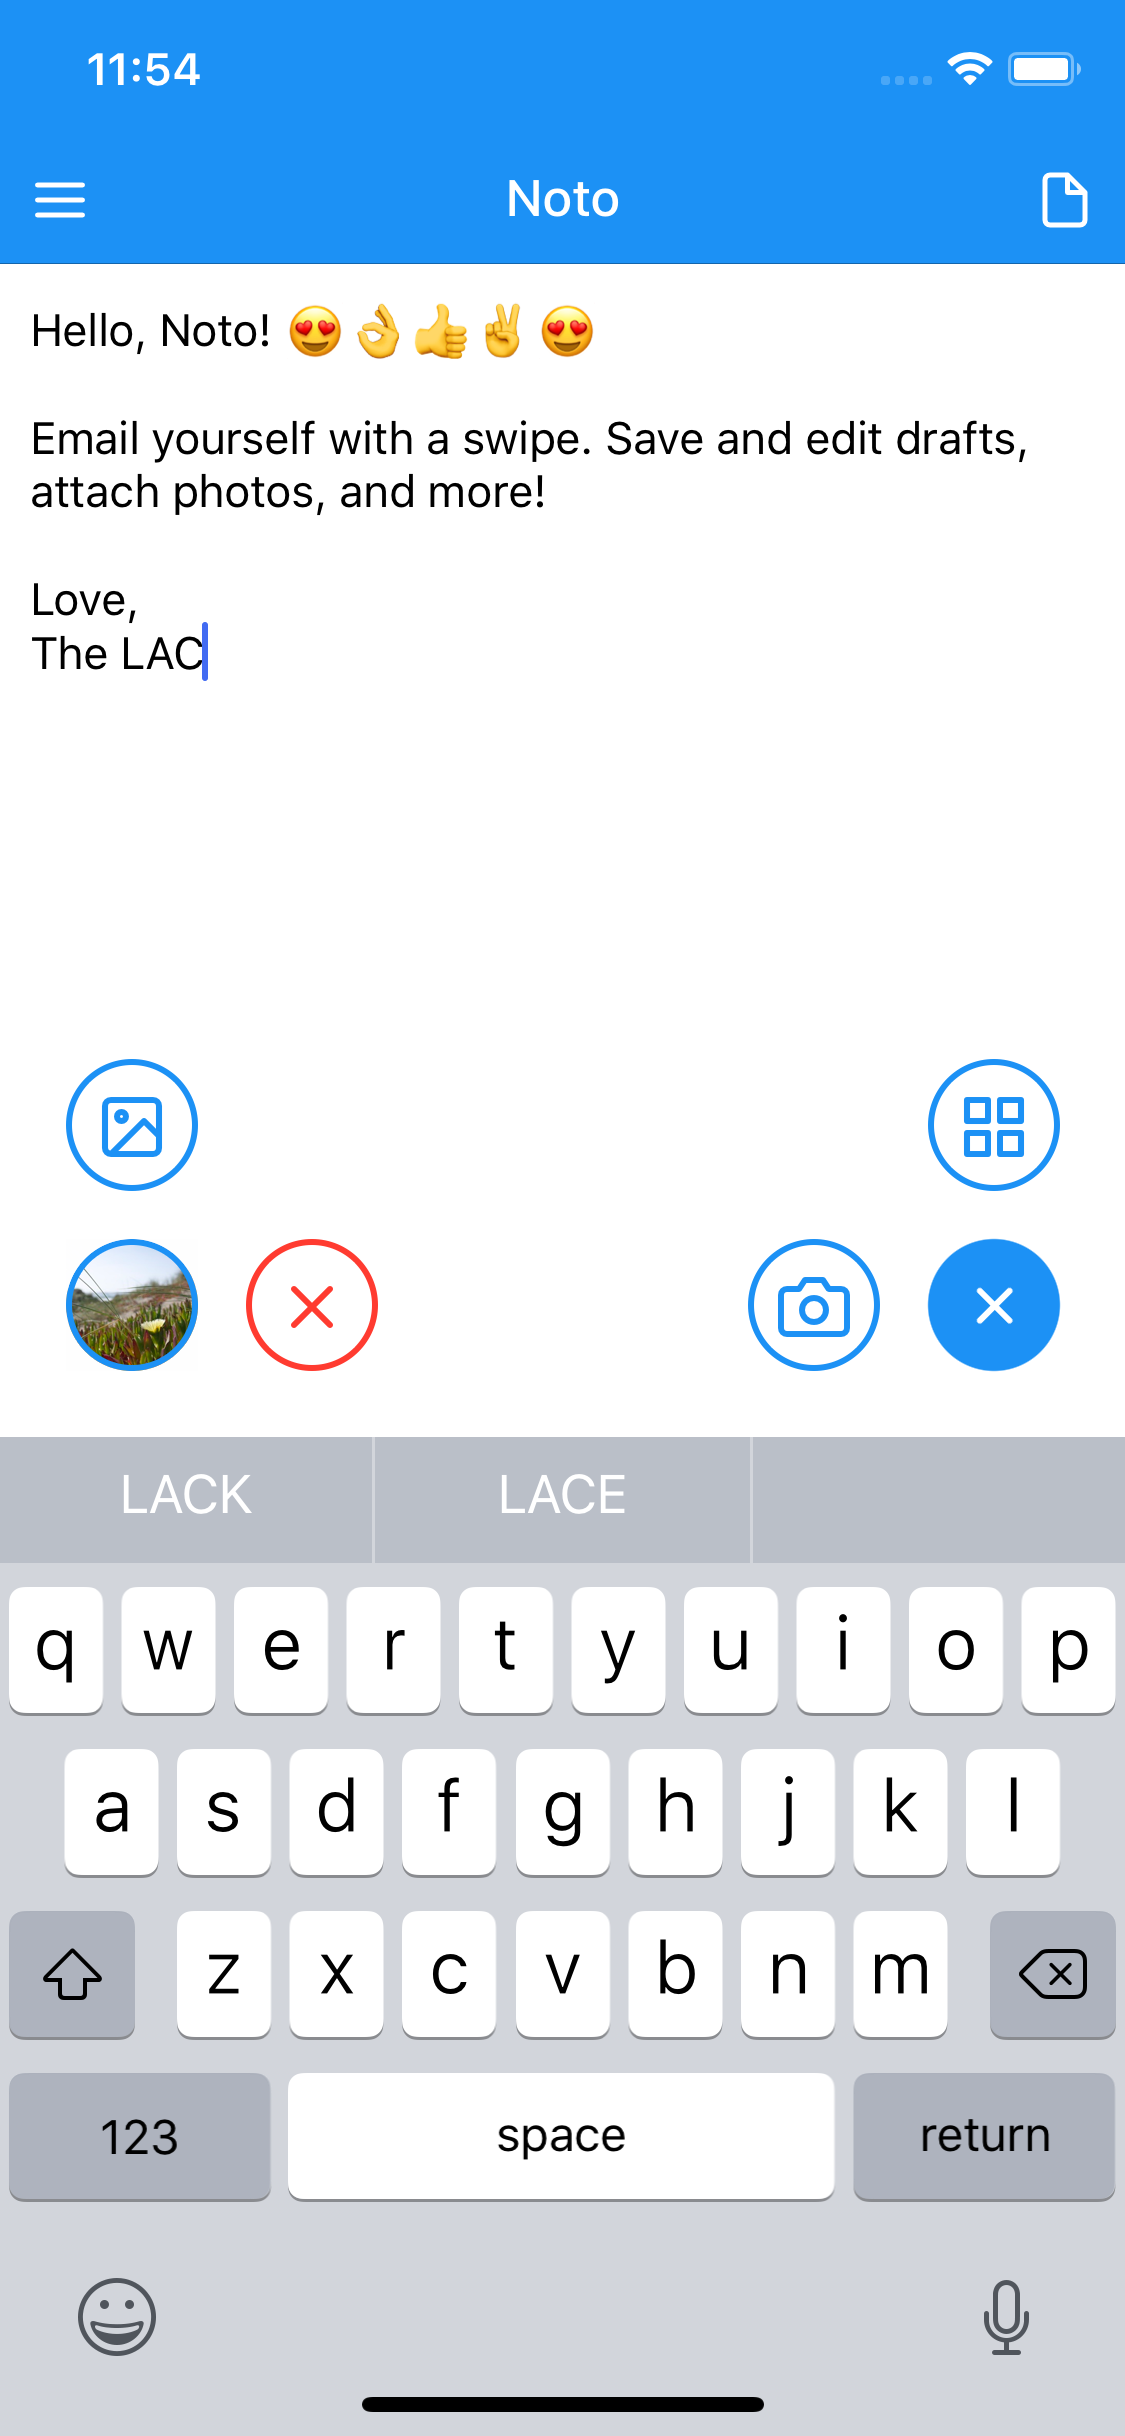 11:54
Noto
Hello, Noto! 😍👌👍✌️😍
Email yourself with a swipe. Save and edit drafts,
attach photos, and more!
Love,
The LAC
LACK LACE
q w e r t y u i o p
a s d f g h j k l
z x c v b n m
123 space return